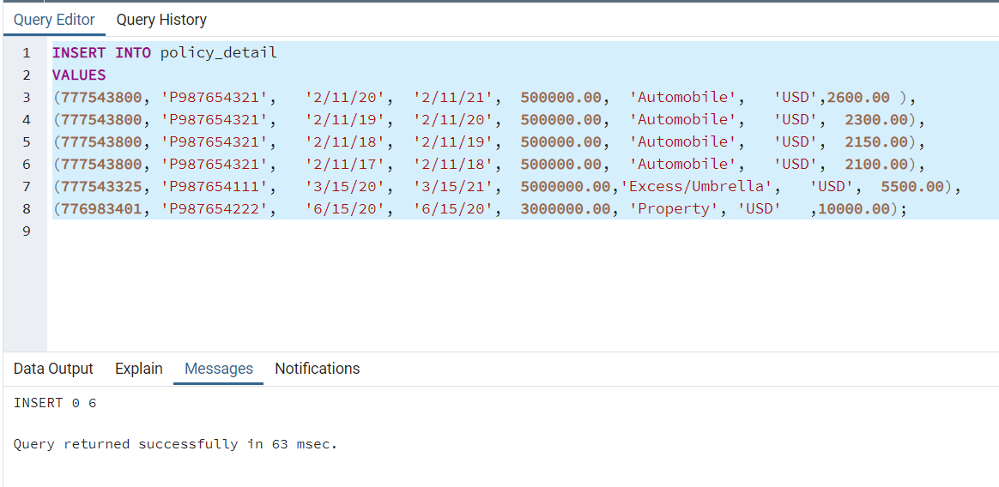 Query Editor Query History
1 INSERT INTO policy_detail
2 VALUES
3 (777543800, 'P987654321', '2/11/20', '2/11/21', 500000.00, 'Automobile', 'USD',2600.00 ),
4 (777543800, 'P987654321', '2/11/19', '2/11/20', 500000.00, 'Automobile', 'USD', 2300.00),
5 (777543800, 'P987654321', '2/11/18', '2/11/19', 500000.00, 'Automobile', 'USD', 2150.00),
6 (777543800, 'P987654321', '2/11/17', '2/11/18', 500000.00, 'Automobile', 'USD', 2100.00),
7 (777543325, 'P987654111', '3/15/20', '3/15/21', 5000000.00,'Excess/Umbrella', 'USD', 5500.00),
8 (776983401, 'P987654222', '6/15/20', '6/15/20', 3000000.00, 'Property', 'USD' ,10000.00);
9
Data Output Explain Messages Notifications
INSERT 0 6
Query returned successfully in 63 msec.